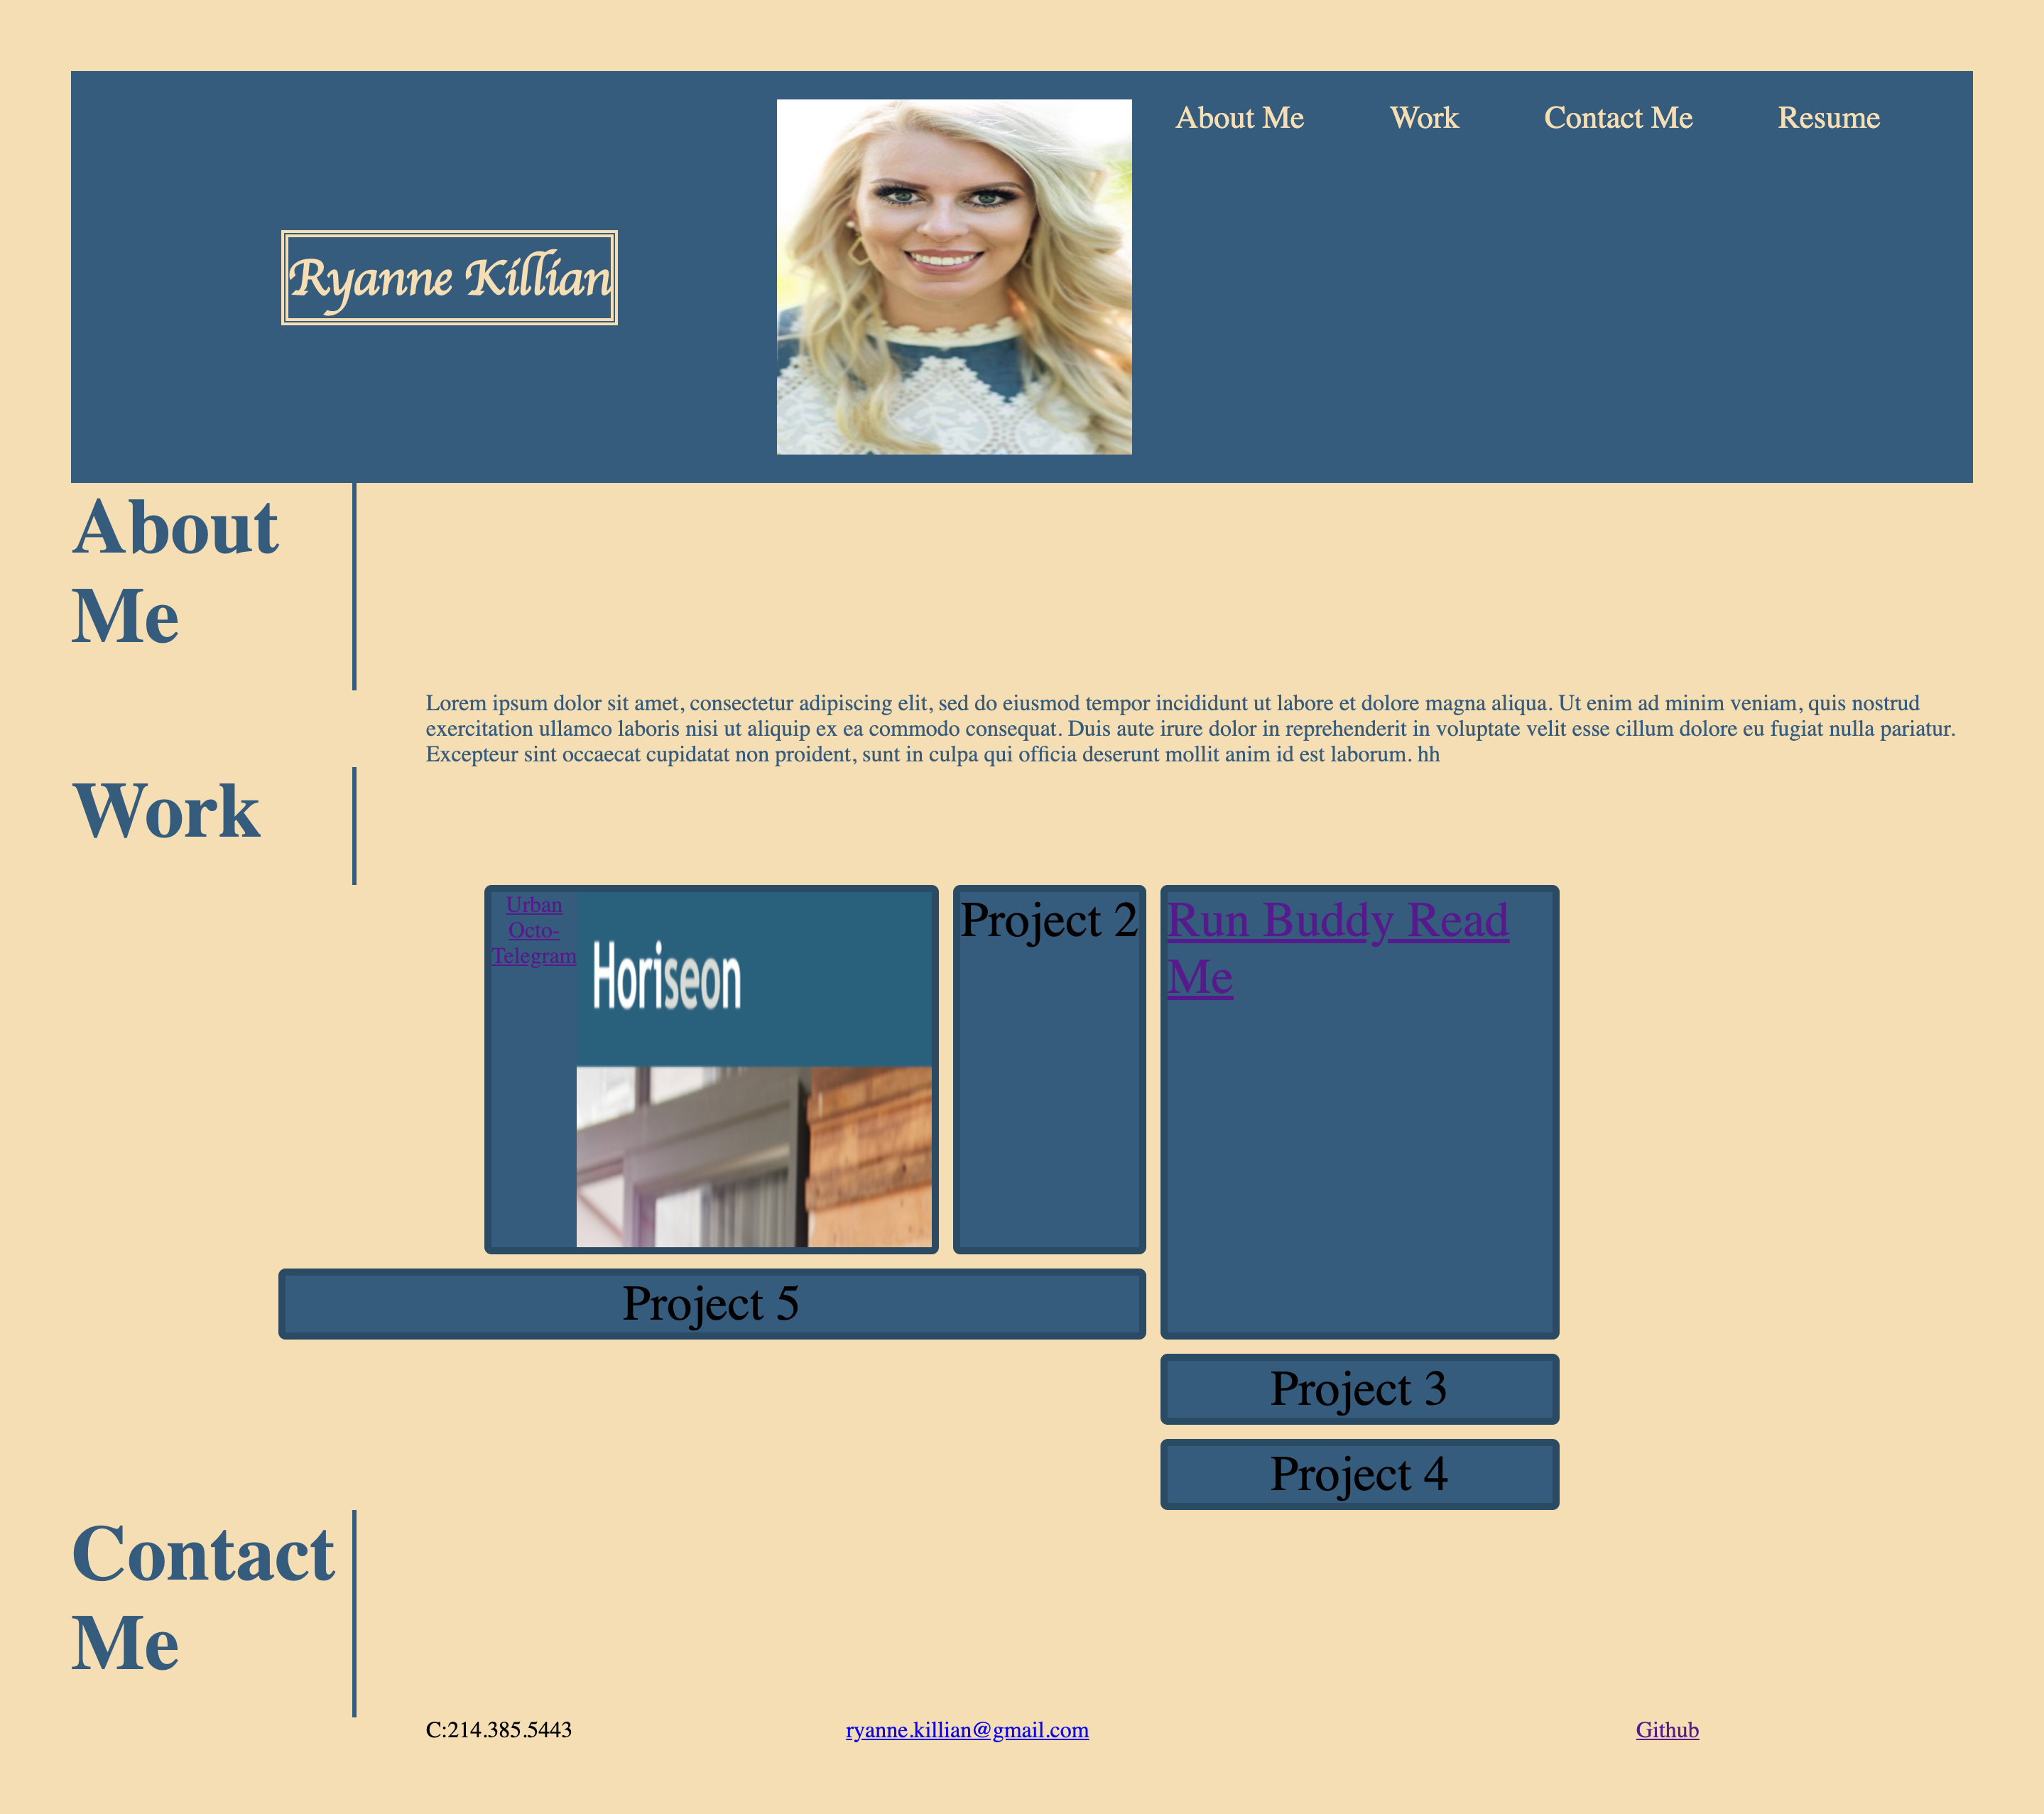 About Me Work Contact Me Resume
Ryanne Killian
About
Me
Lorem ipsum dolor sit amet, consectetur adipiscing elit, sed do eiusmod tempor incididunt ut labore et dolore magna aliqua. Ut enim ad minim veniam, quis nostrud
exercitation ullamco laboris nisi ut aliquip ex ea commodo consequat. Duis aute irure dolor in reprehenderit in voluptate velit esse cillum dolore eu fugiat nulla pariatur.
Excepteur sint occaecat cupidatat non proident, sunt in culpa qui officia deserunt mollit anim id est laborum. hh
Work
Urban
Octo-
Telegram
Horiseon
Project 2
Run Buddy Read
Me
Project 5
Project 3
Project 4
Contact
Me
C:214.385.5443 ryanne.killian@gmail.com Github